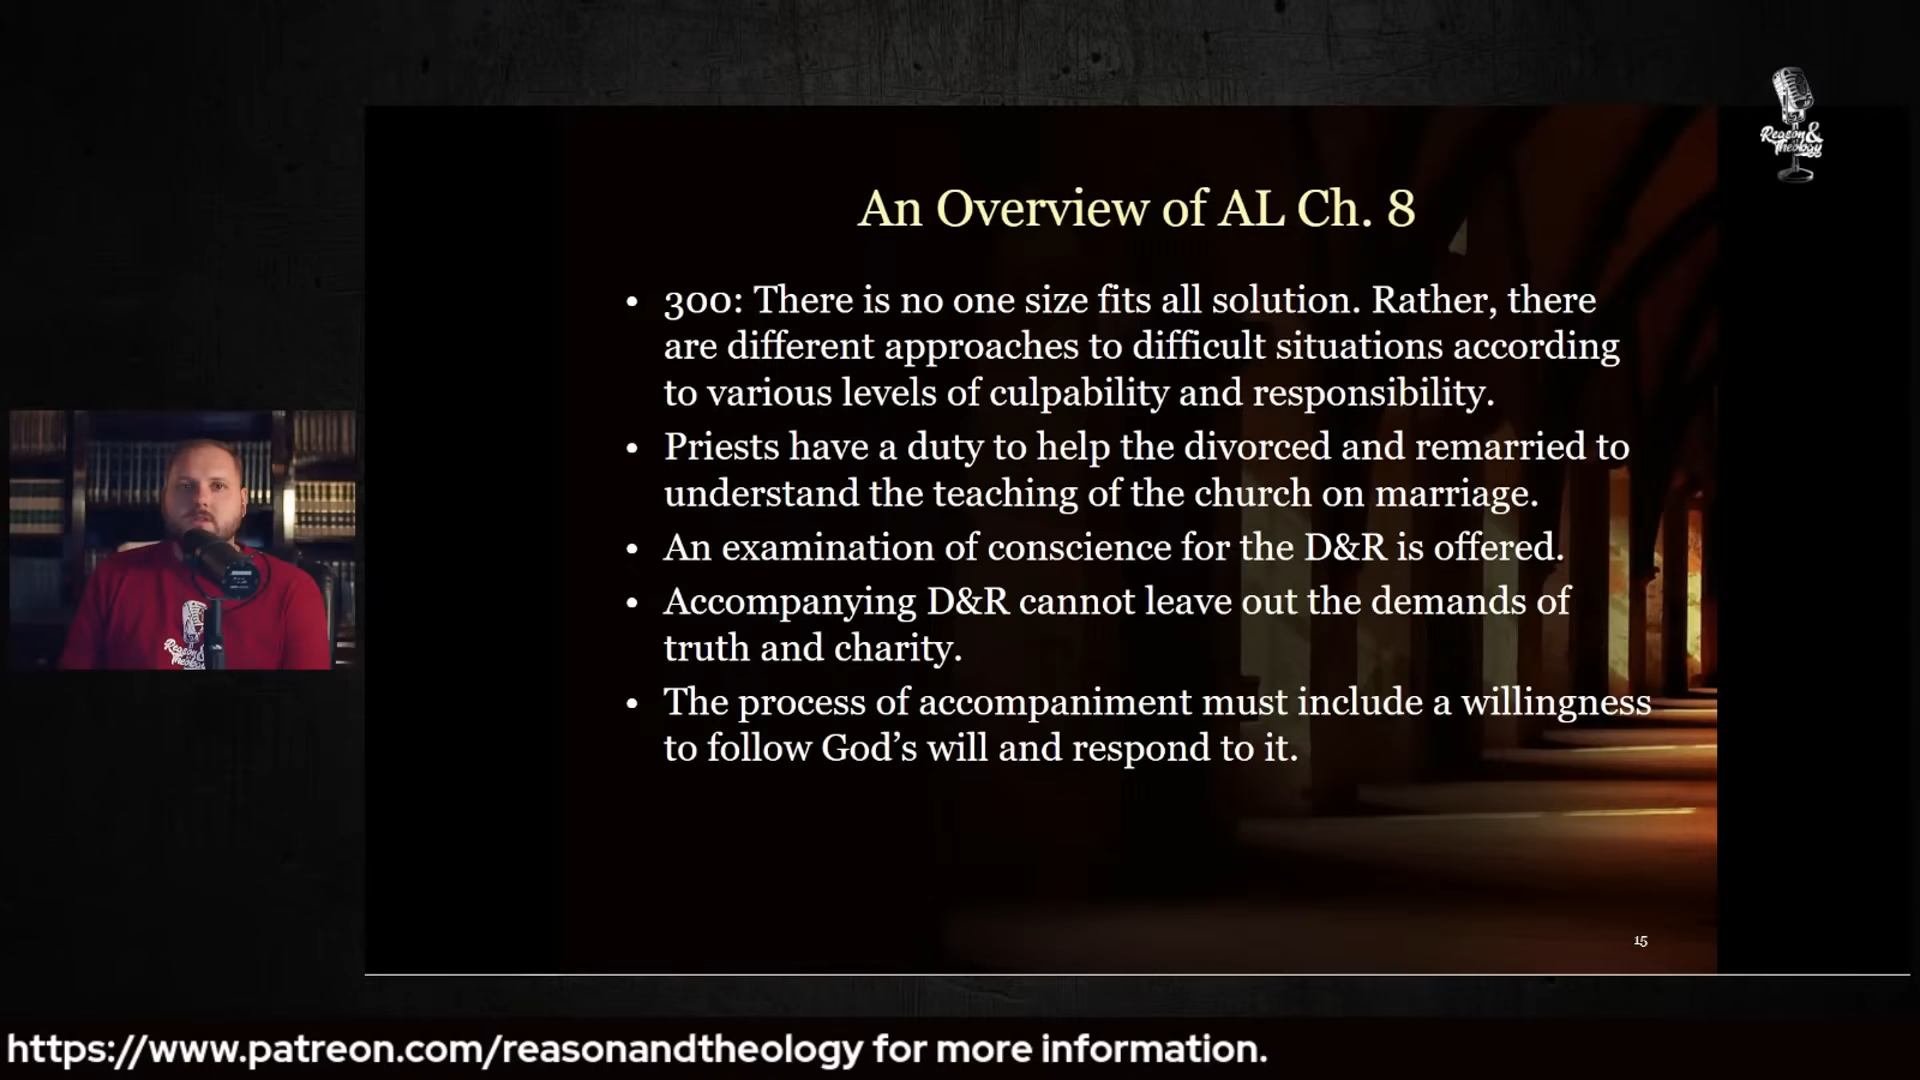 Reason &
Theology
An Overview of AL Ch. 8
• 300: There is no one size fits all solution. Rather, there
are different approaches to difficult situations according
to various levels of culpability and responsibility.
• Priests have a duty to help the divorced and remarried to
understand the teaching of the church on marriage.
• An examination of conscience for the D&R is offered.
• Accompanying D&R cannot leave out the demands of
truth and charity.
• The process of accompaniment must include a willingness
to follow God’s will and respond to it.
Reason &
Theology
15
https://www.patreon.com/reasonandtheology for more information.